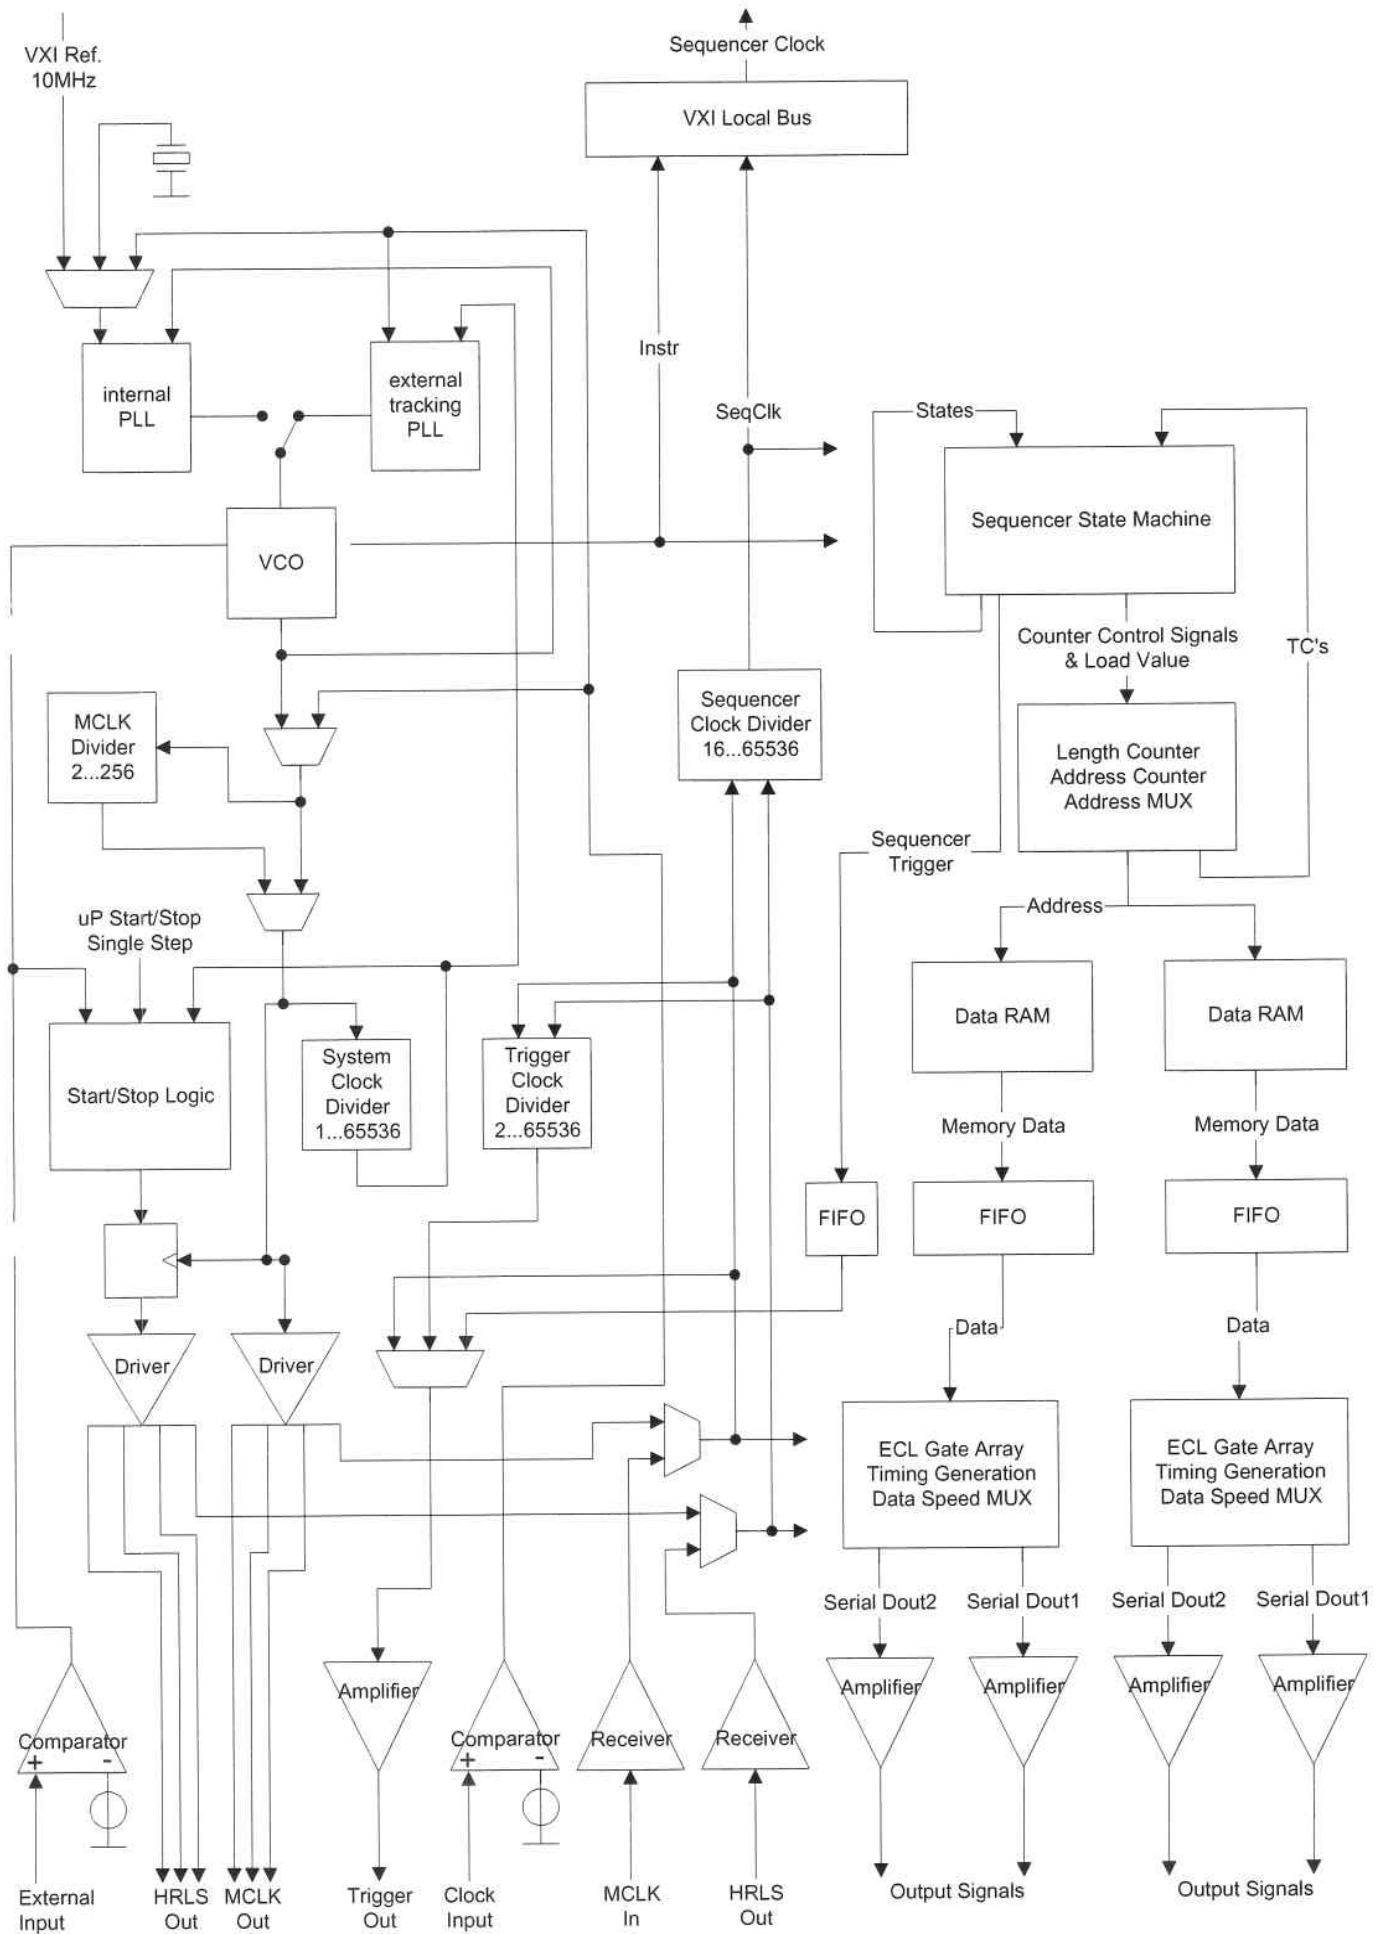 Sequencer Clock
VXI Ref.
10MHz
VXI Local Bus
Instr
internal
PLL
external
tracking
PLL
SeqClk
States
Sequencer State Machine
VCO
Counter Control Signals
& Load Value
TC's
MCLK
Divider
2...256
Sequencer
Clock Divider
16...65536
Length Counter
Address Counter
Address MUX
Sequencer
Trigger
Address
uP Start/Stop
Single Step
Data RAM
Data RAM
Start/Stop Logic
System
Clock
Divider
1...65536
Trigger
Clock
Divider
2...65536
Memory Data
Memory Data
FIFO
FIFO
FIFO
Data
Data
Driver
Driver
ECL Gate Array
Timing Generation
Data Speed MUX
ECL Gate Array
Timing Generation
Data Speed MUX
Serial Dout2
Serial Dout1
Serial Dout2
Serial Dout1
Amplifier
Amplifier
Amplifier
Amplifier
Amplifier
Comparator
+ -
Comparator
+ -
Receiver
Receiver
External
Input
HRLS
Out
MCLK
Out
Trigger
Out
Clock
Input
MCLK
In
HRLS
Out
Output Signals
Output Signals